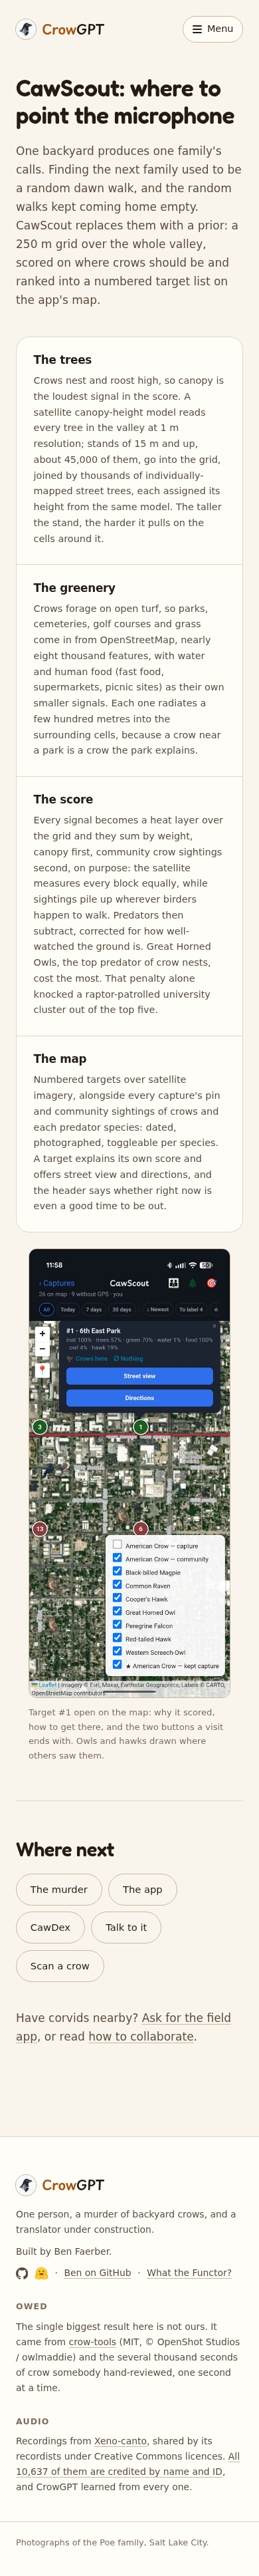 CrowGPT
Menu
CawScout: where to
point the microphone
One backyard produces one family's
calls. Finding the next family used to be
a random dawn walk, and the random
walks kept coming home empty.
CawScout replaces them with a prior: a
250 m grid over the whole valley,
scored on where crows should be and
ranked into a numbered target list on
the app's map.
The trees
Crows nest and roost high, so canopy is
the loudest signal in the score. A
satellite canopy-height model reads
every tree in the valley at 1 m
resolution; stands of 15 m and up,
about 45,000 of them, go into the grid,
joined by thousands of individually-
mapped street trees, each assigned its
height from the same model. The taller
the stand, the harder it pulls on the
cells around it.
The greenery
Crows forage on open turf, so parks,
cemeteries, golf courses and grass
come in from OpenStreetMap, nearly
eight thousand features, with water
and human food (fast food,
supermarkets, picnic sites) as their own
smaller signals. Each one radiates a
few hundred metres into the
surrounding cells, because a crow near
a park is a crow the park explains.
The score
Every signal becomes a heat layer over
the grid and they sum by weight,
canopy first, community crow sightings
second, on purpose: the satellite
measures every block equally, while
sightings pile up wherever birders
happen to walk. Predators then
subtract, corrected for how well-
watched the ground is. Great Horned
Owls, the top predator of crow nests,
cost the most. That penalty alone
knocked a raptor-patrolled university
cluster out of the top five.
The map
Numbered targets over satellite
imagery, alongside every capture's pin
and community sightings of crows and
each predator species: dated,
photographed, toggleable per species.
A target explains its own score and
offers street view and directions, and
the header says whether right now is
even a good time to be out.
11:58
‹ Captures
CawScout
26 on map · 9 without GPS · you
All
Today
7 days
30 days
↓ Newest
To label 4
+
−
#1 · 6th East Park
×
Crows here
Nothing
Street view
Directions
3
1
13
6
American Crow — capture
American Crow — community
Black-billed Magpie
Common Raven
Cooper's Hawk
Great Horned Owl
Peregrine Falcon
Red-tailed Hawk
Western Screech-Owl
★ American Crow — kept capture
Leaflet | Imagery © Esri, Maxar, Earthstar Geographics, Labels © CARTO,
OpenStreetMap contributors
Target #1 open on the map: why it scored,
how to get there, and the two buttons a visit
ends with. Owls and hawks drawn where
others saw them.
Where next
The murder
The app
CawDex
Talk to it
Scan a crow
Have corvids nearby? Ask for the field
app, or read how to collaborate.
CrowGPT
One person, a murder of backyard crows, and a
translator under construction.
Built by Ben Faerber.
· Ben on GitHub · What the Functor?
OWED
The single biggest result here is not ours. It
came from crow-tools (MIT, © OpenShot Studios
/ owlmaddie) and the several thousand seconds
of crow somebody hand-reviewed, one second
at a time.
AUDIO
Recordings from Xeno-canto, shared by its
recordists under Creative Commons licences. All
10,637 of them are credited by name and ID,
and CrowGPT learned from every one.
Photographs of the Poe family, Salt Lake City.